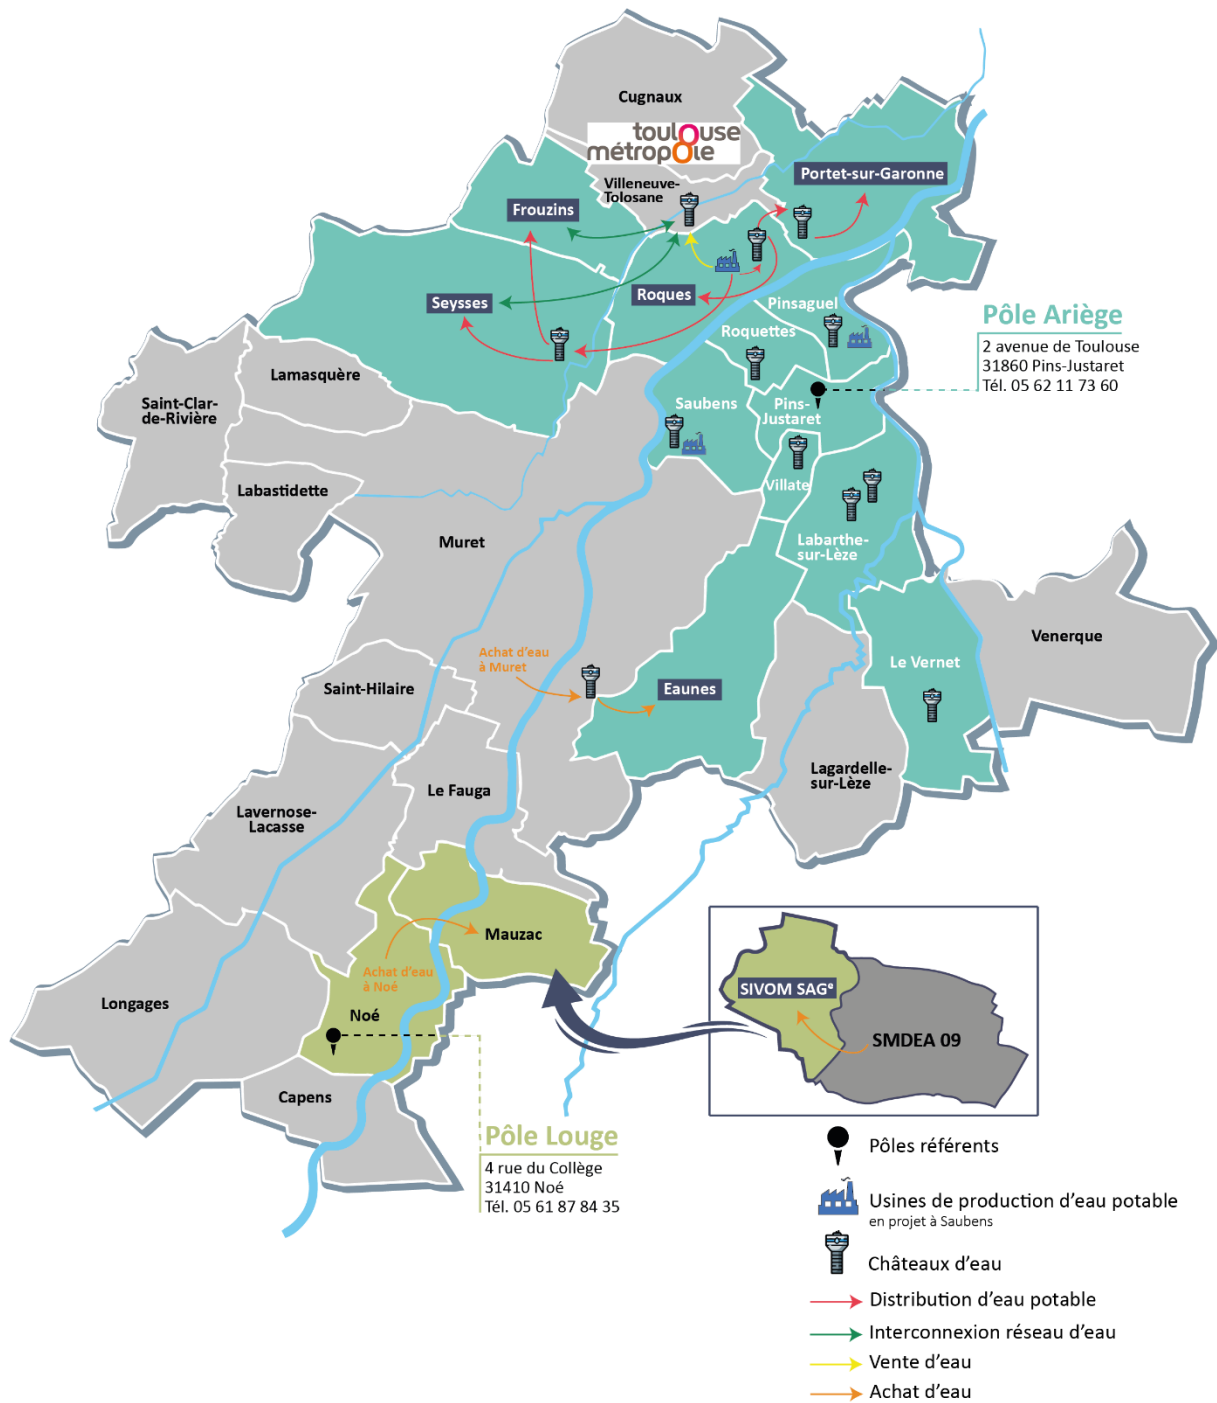 Cugnaux
toulouse
métropole
Villeneuve-
Tolosane
Portet-sur-Garonne
Frouzins
Seysses
Roques
Pinsaguel
Roquettes
Pôle Ariège
2 avenue de Toulouse
31860 Pins-Justaret
Tél. 05 62 11 73 60
Lamasquère
Saint-Clar-
de-Rivière
Saubens
Pins-
Justaret
Villate
Labastidette
Muret
Labarthe-
sur-Lèze
Venerque
Achat d'eau
à Muret
Le Vernet
Saint-Hilaire
Eaunes
Lagardelle-
sur-Lèze
Le Fauga
Lavernose-
Lacasse
Mauzac
Achat d'eau
à Noé
Longages
Noé
SIVOM SAGe
SMDEA 09
Capens
Pôle Louge
4 rue du Collège
31410 Noé
Tél. 05 61 87 84 35
Pôles référents
Usines de production d'eau potable
en projet à Saubens
Châteaux d'eau
Distribution d'eau potable
Interconnexion réseau d'eau
Vente d'eau
Achat d'eau